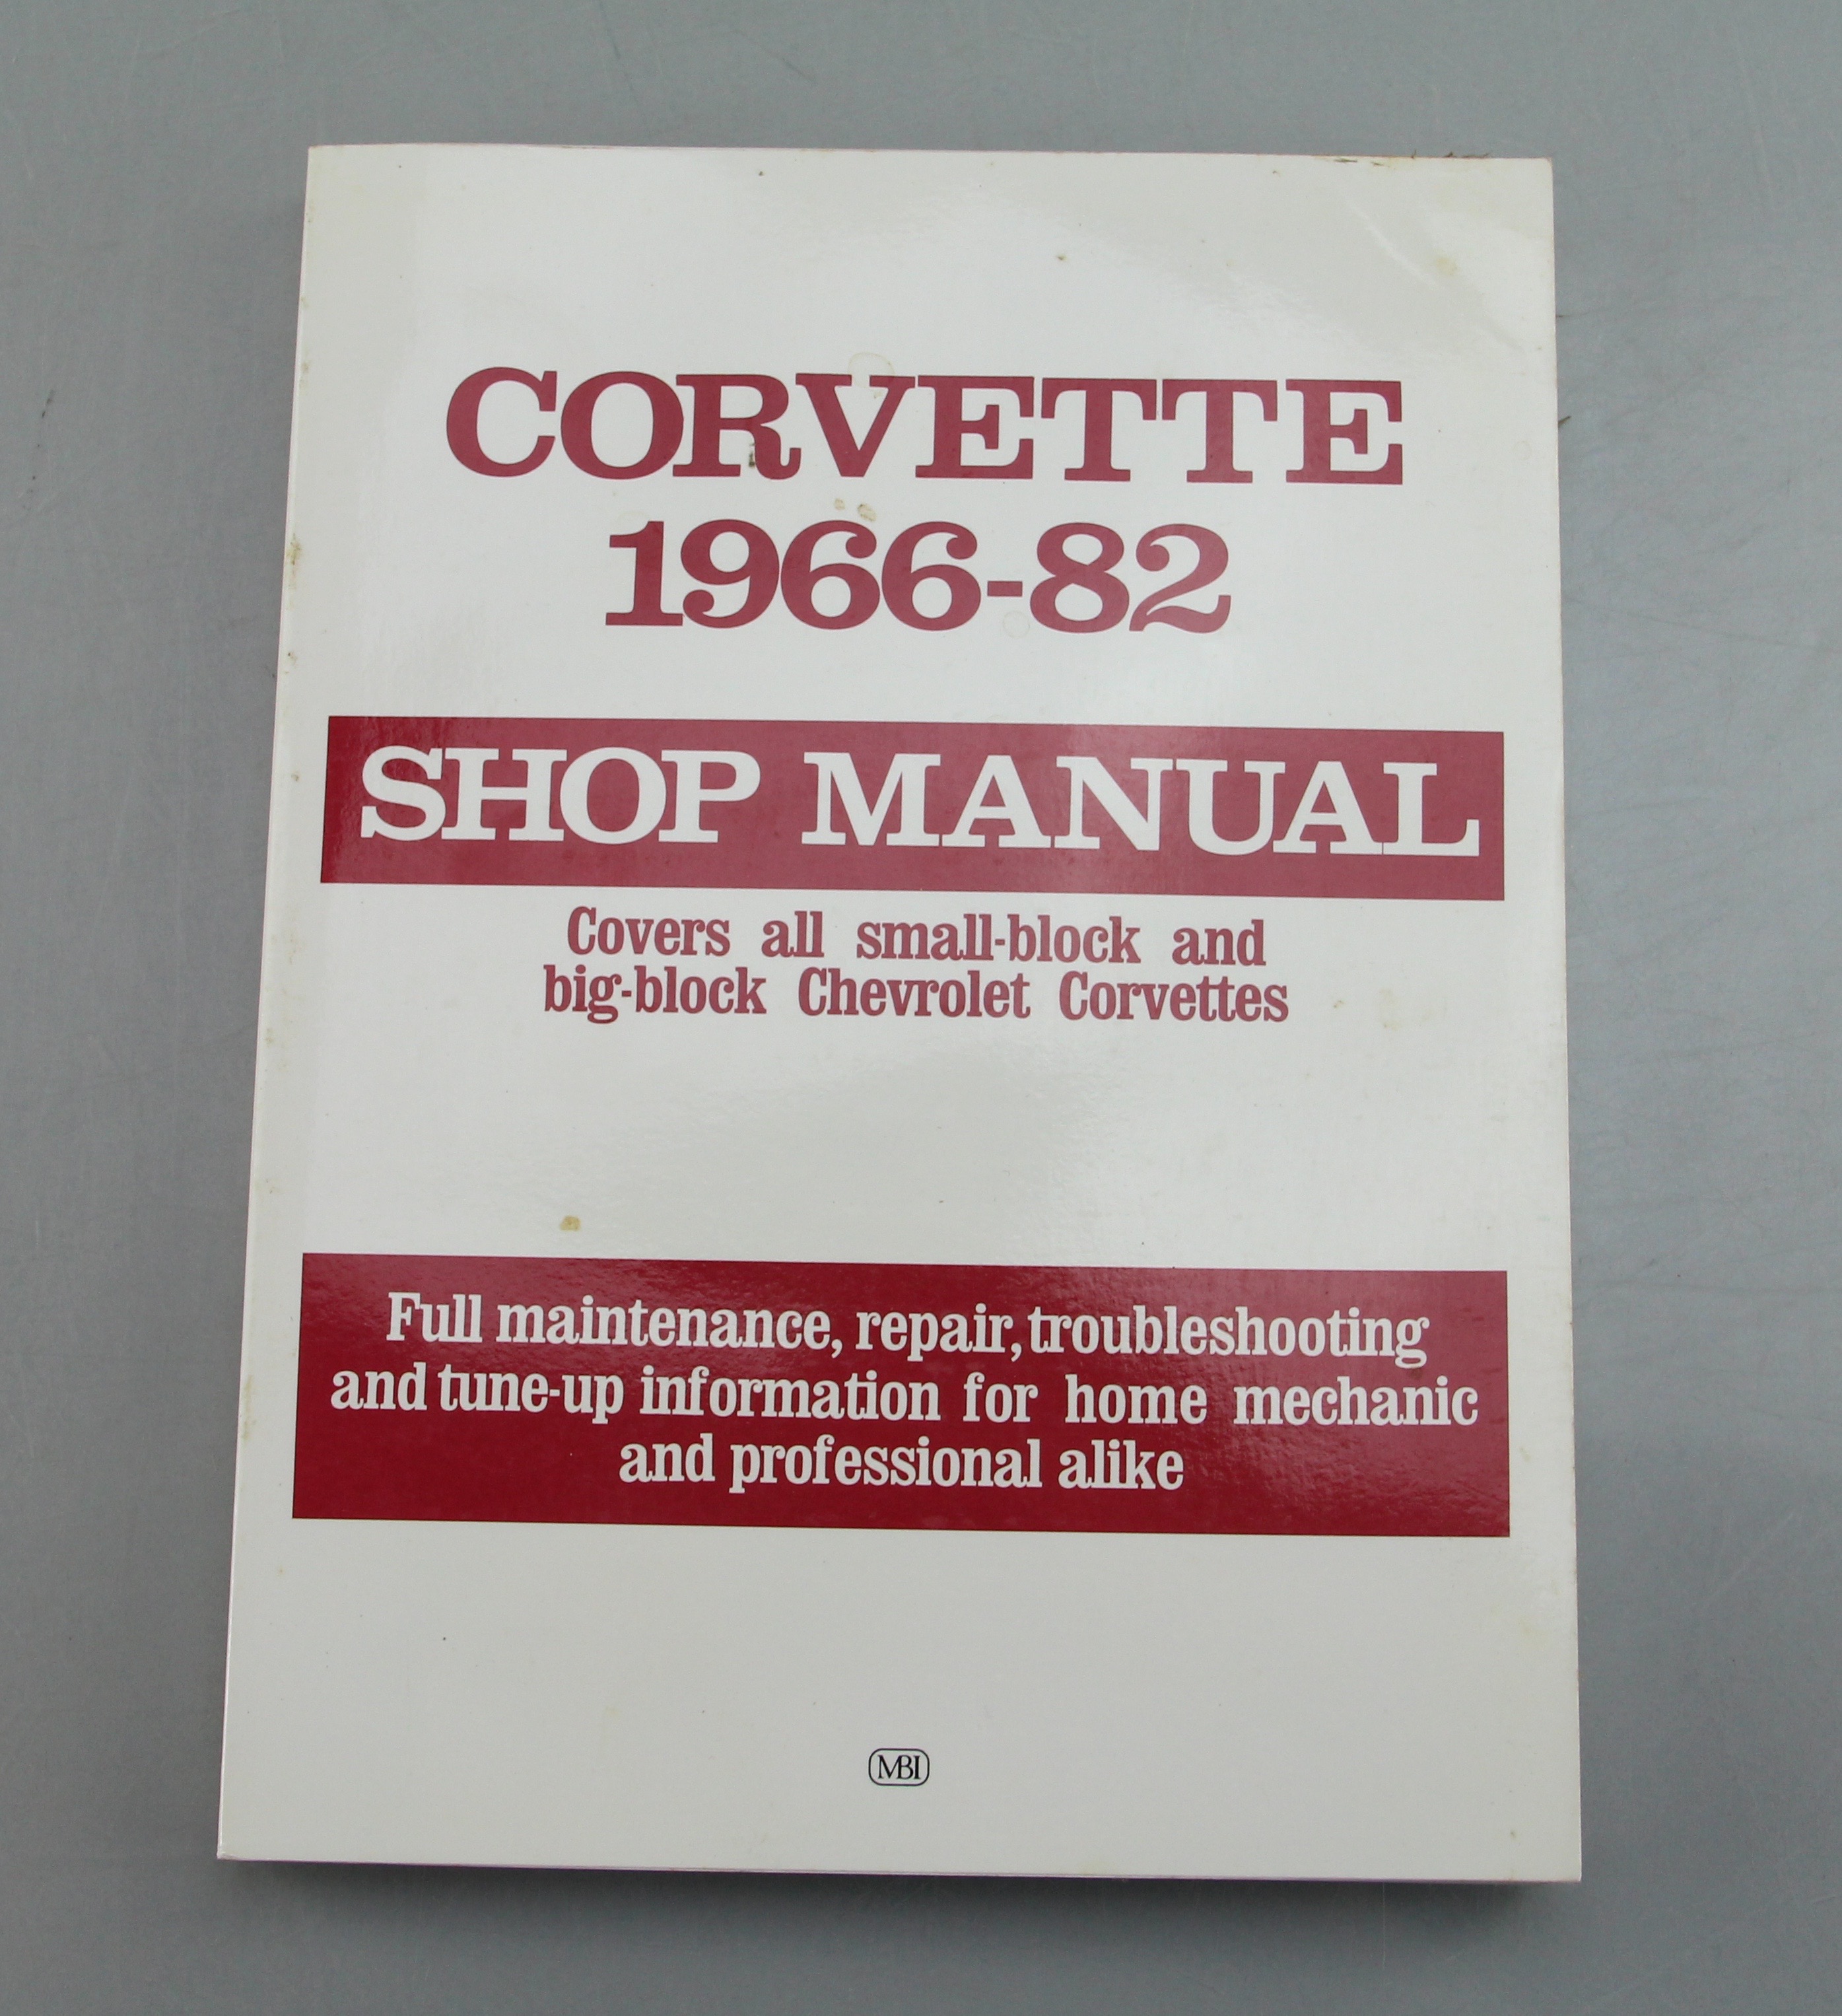 CORVETTE
1966-82
SHOP MANUAL
Covers all small-block and
big-block Chevrolet Corvettes
Full maintenance, repair, troubleshooting
and tune-up information for home mechanic
and professional alike
MBI